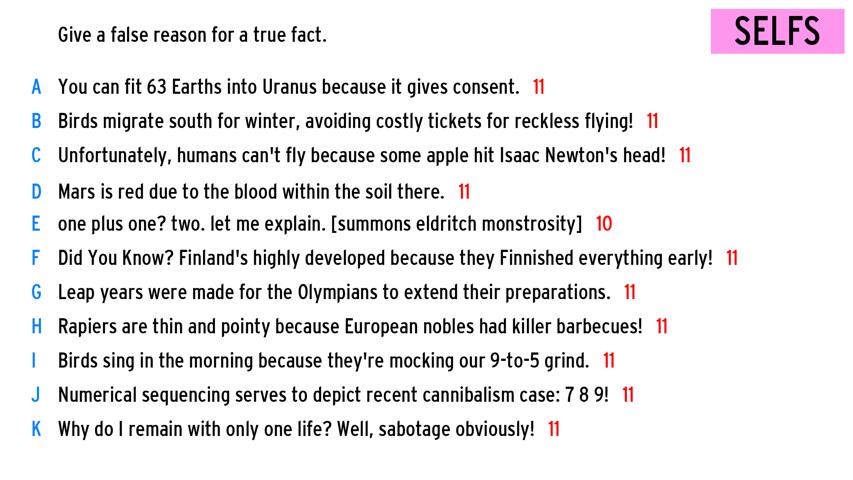 Give a false reason for a true fact.
SELFS
A You can fit 63 Earths into Uranus because it gives consent. 11
B Birds migrate south for winter, avoiding costly tickets for reckless flying! 11
C Unfortunately, humans can't fly because some apple hit Isaac Newton's head! 11
D Mars is red due to the blood within the soil there. 11
E one plus one? two. let me explain. [summons eldritch monstrosity] 10
F Did You Know? Finland's highly developed because they Finnished everything early! 11
G Leap years were made for the Olympians to extend their preparations. 11
H Rapiers are thin and pointy because European nobles had killer barbecues! 11
I Birds sing in the morning because they're mocking our 9-to-5 grind. 11
J Numerical sequencing serves to depict recent cannibalism case: 7 8 9! 11
K Why do I remain with only one life? Well, sabotage obviously! 11